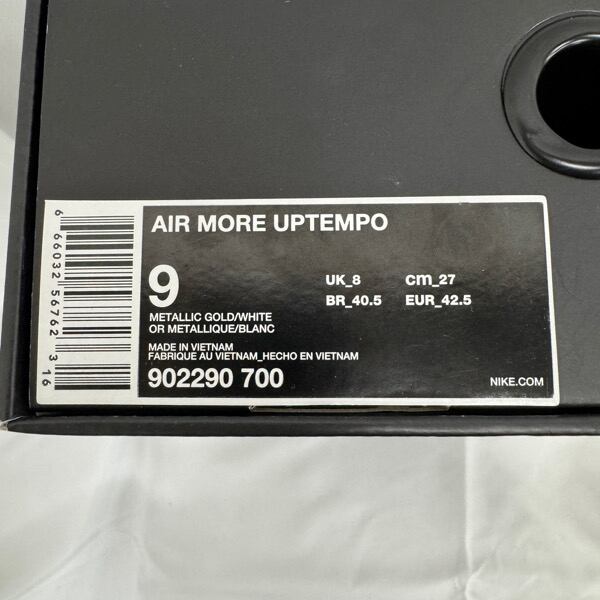 6 66032 56762 3 16
AIR MORE UPTEMPO
9
UK_8 cm_27
BR_40.5 EUR_42.5
METALLIC GOLD/WHITE
OR METALLIQUE/BLANC
MADE IN VIETNAM
FABRIQUE AU VIETNAM_HECHO EN VIETNAM
902290 700
NIKE.COM